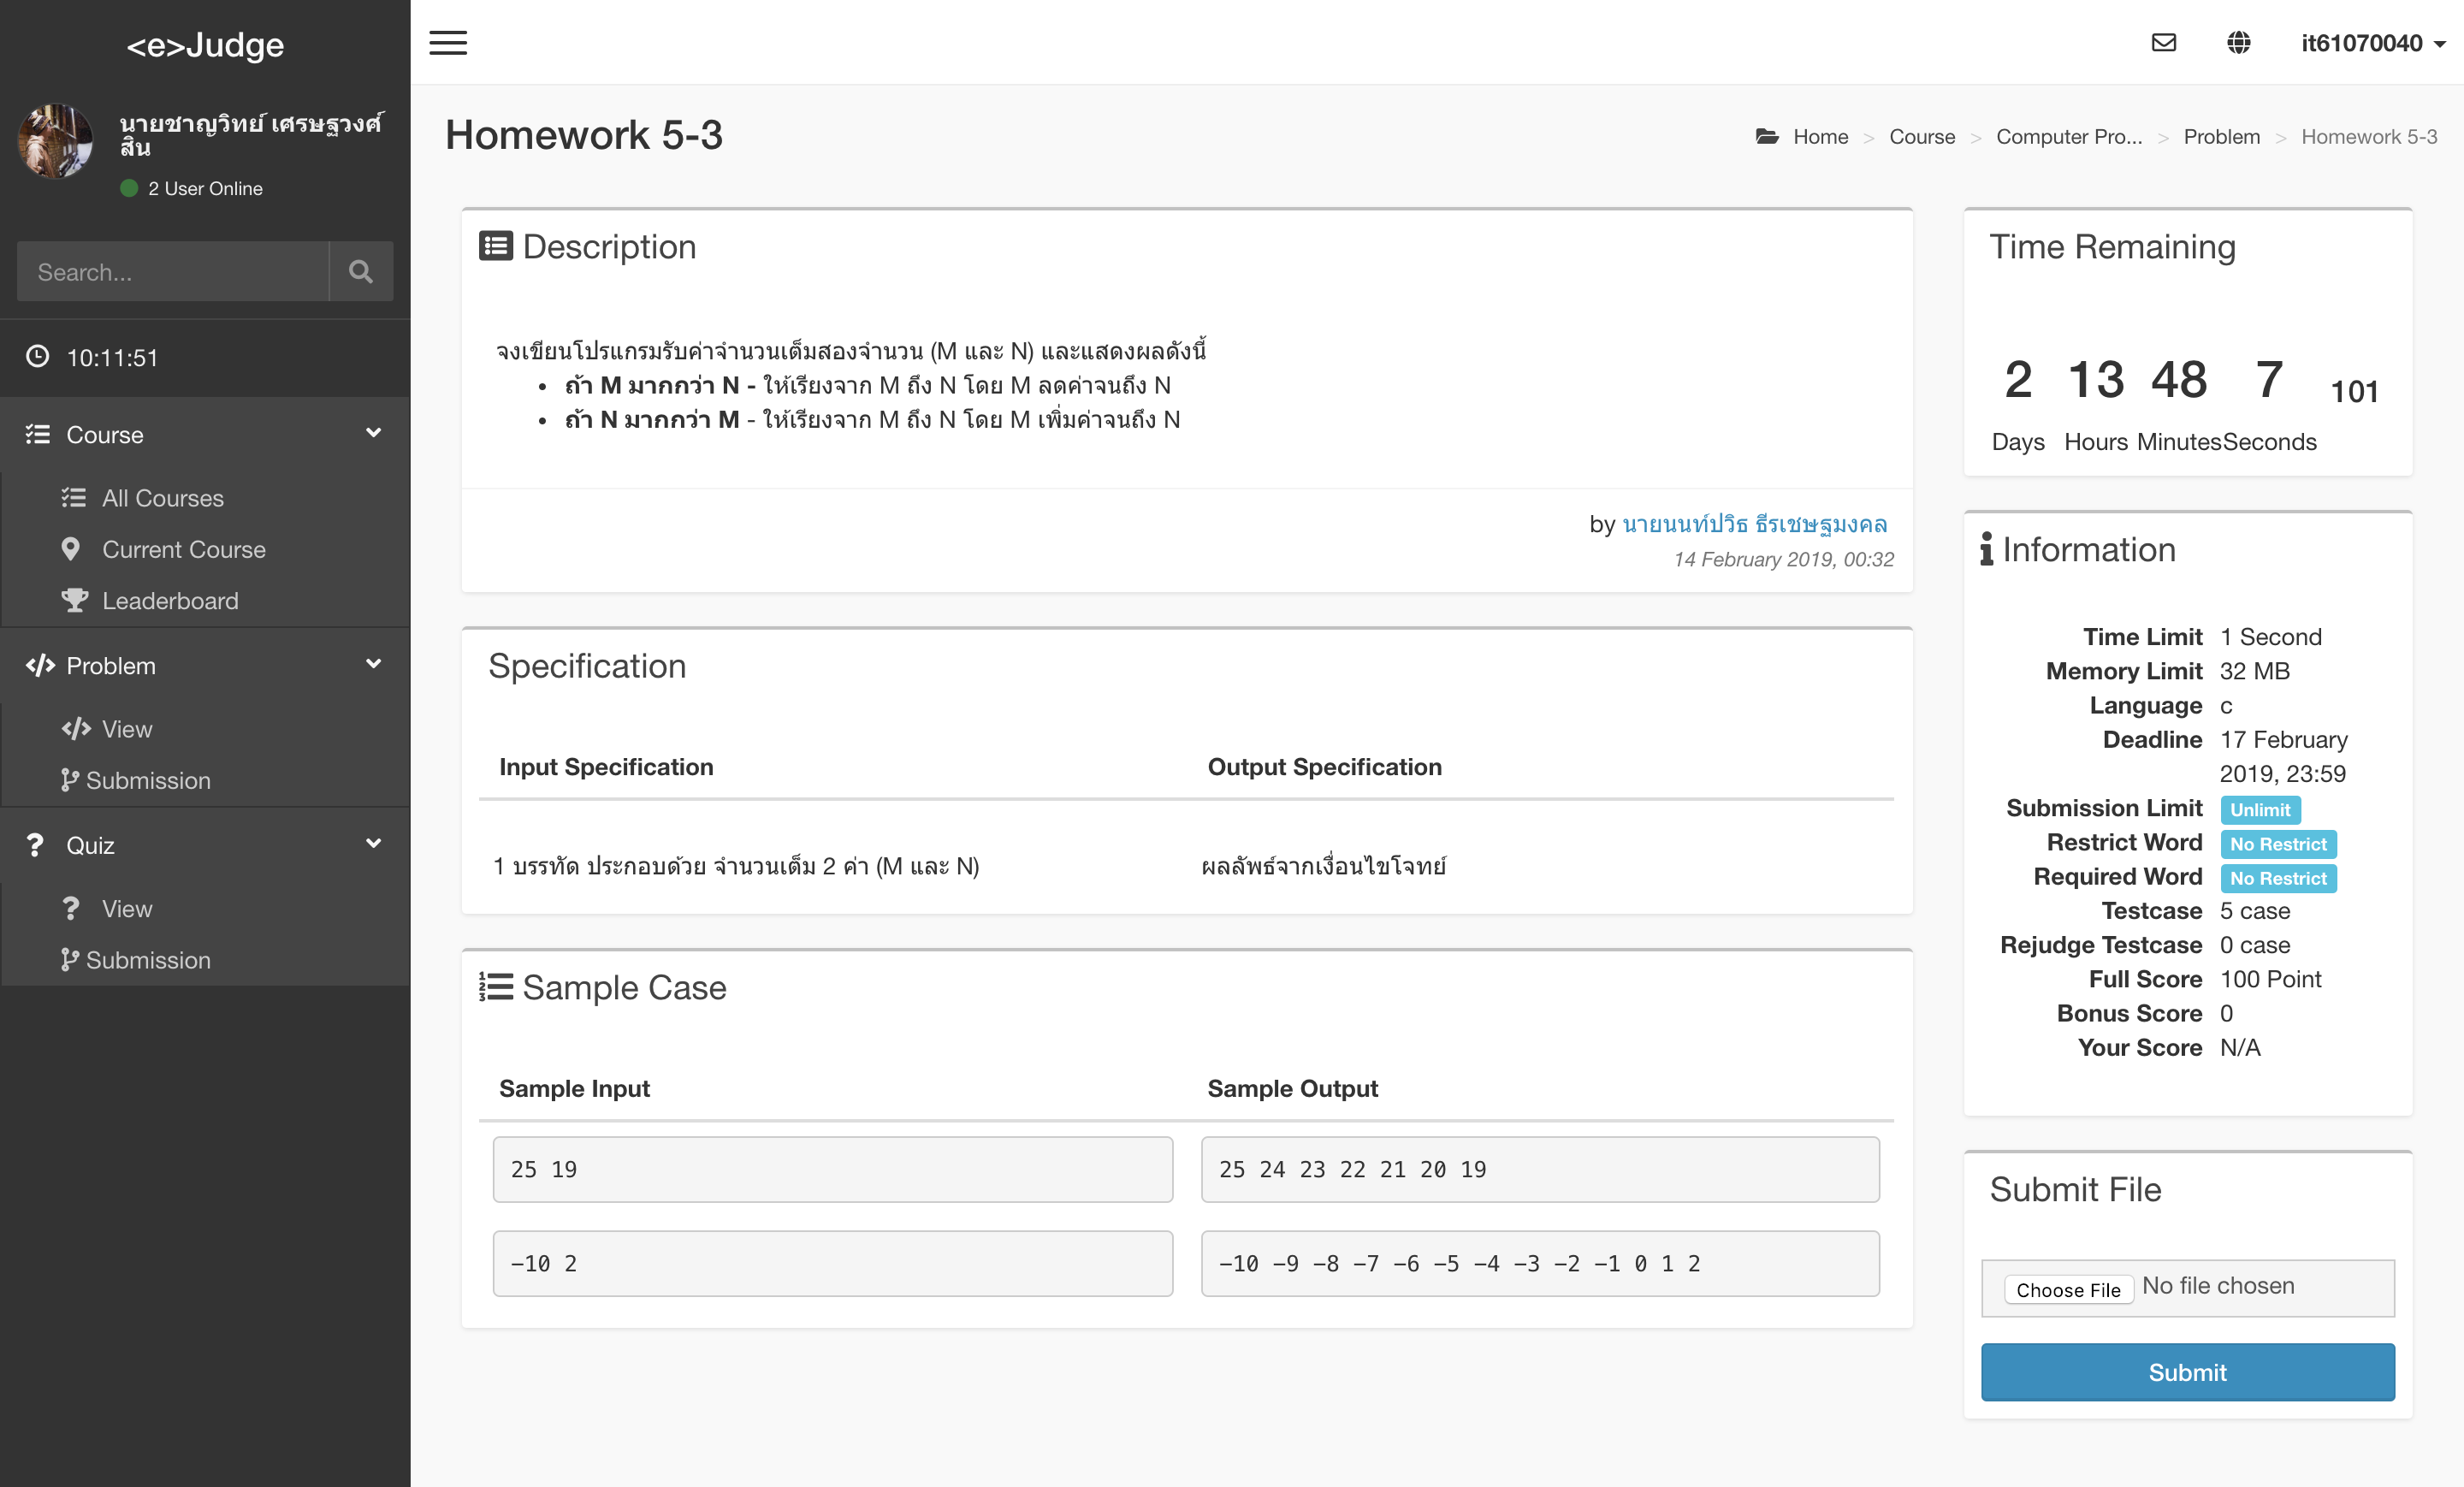 <e>Judge
นายชาญวิทย์ เศรษฐวงศ์
สิน
2 User Online
Search...
10:11:51
Course
All Courses
Current Course
Leaderboard
Problem
View
Submission
Quiz
View
Submission
it61070040
Homework 5-3
Home > Course > Computer Pro... > Problem > Homework 5-3
Description
จงเขียนโปรแกรมรับค่าจำนวนเต็มสองจำนวน (M และ N) และแสดงผลดังนี้
• ถ้า M มากกว่า N - ให้เรียงจาก M ถึง N โดย M ลดค่าจนถึง N
• ถ้า N มากกว่า M - ให้เรียงจาก M ถึง N โดย M เพิ่มค่าจนถึง N
by นายนนท์ปวิธ ธีรเชษฐมงคล
14 February 2019, 00:32
Specification
Input Specification Output Specification
1 บรรทัด ประกอบด้วย จำนวนเต็ม 2 ค่า (M และ N) ผลลัพธ์จากเงื่อนไขโจทย์
Sample Case
Sample Input Sample Output
25 19 25 24 23 22 21 20 19
-10 2 -10 -9 -8 -7 -6 -5 -4 -3 -2 -1 0 1 2
Time Remaining
2 13 48 7 101
Days Hours Minutes Seconds
Information
Time Limit 1 Second
Memory Limit 32 MB
Language c
Deadline 17 February
2019, 23:59
Submission Limit Unlimit
Restrict Word No Restrict
Required Word No Restrict
Testcase 5 case
Rejudge Testcase 0 case
Full Score 100 Point
Bonus Score 0
Your Score N/A
Submit File
Choose File No file chosen
Submit